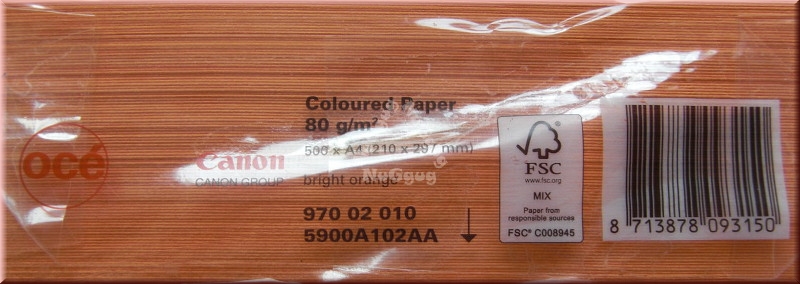 océ
Canon
CANON GROUP
Coloured Paper
80 g/m²
500 x A4 (210 x 297 mm)
bright orange
970 02 010
5900A102AA
NuGgug
FSC
www.fsc.org
MIX
Paper from
responsible sources
FSC® C008945
8 713878 093150